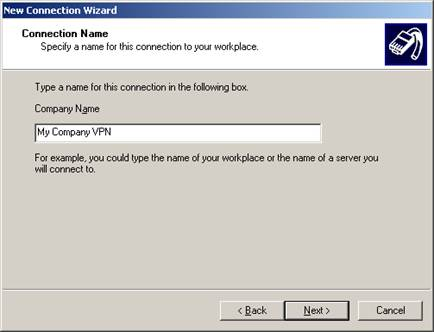 New Connection Wizard
Connection Name
Specify a name for this connection to your workplace.
Type a name for this connection in the following box.
Company Name
My Company VPN
For example, you could type the name of your workplace or the name of a server you
will connect to.
< Back
Next >
Cancel